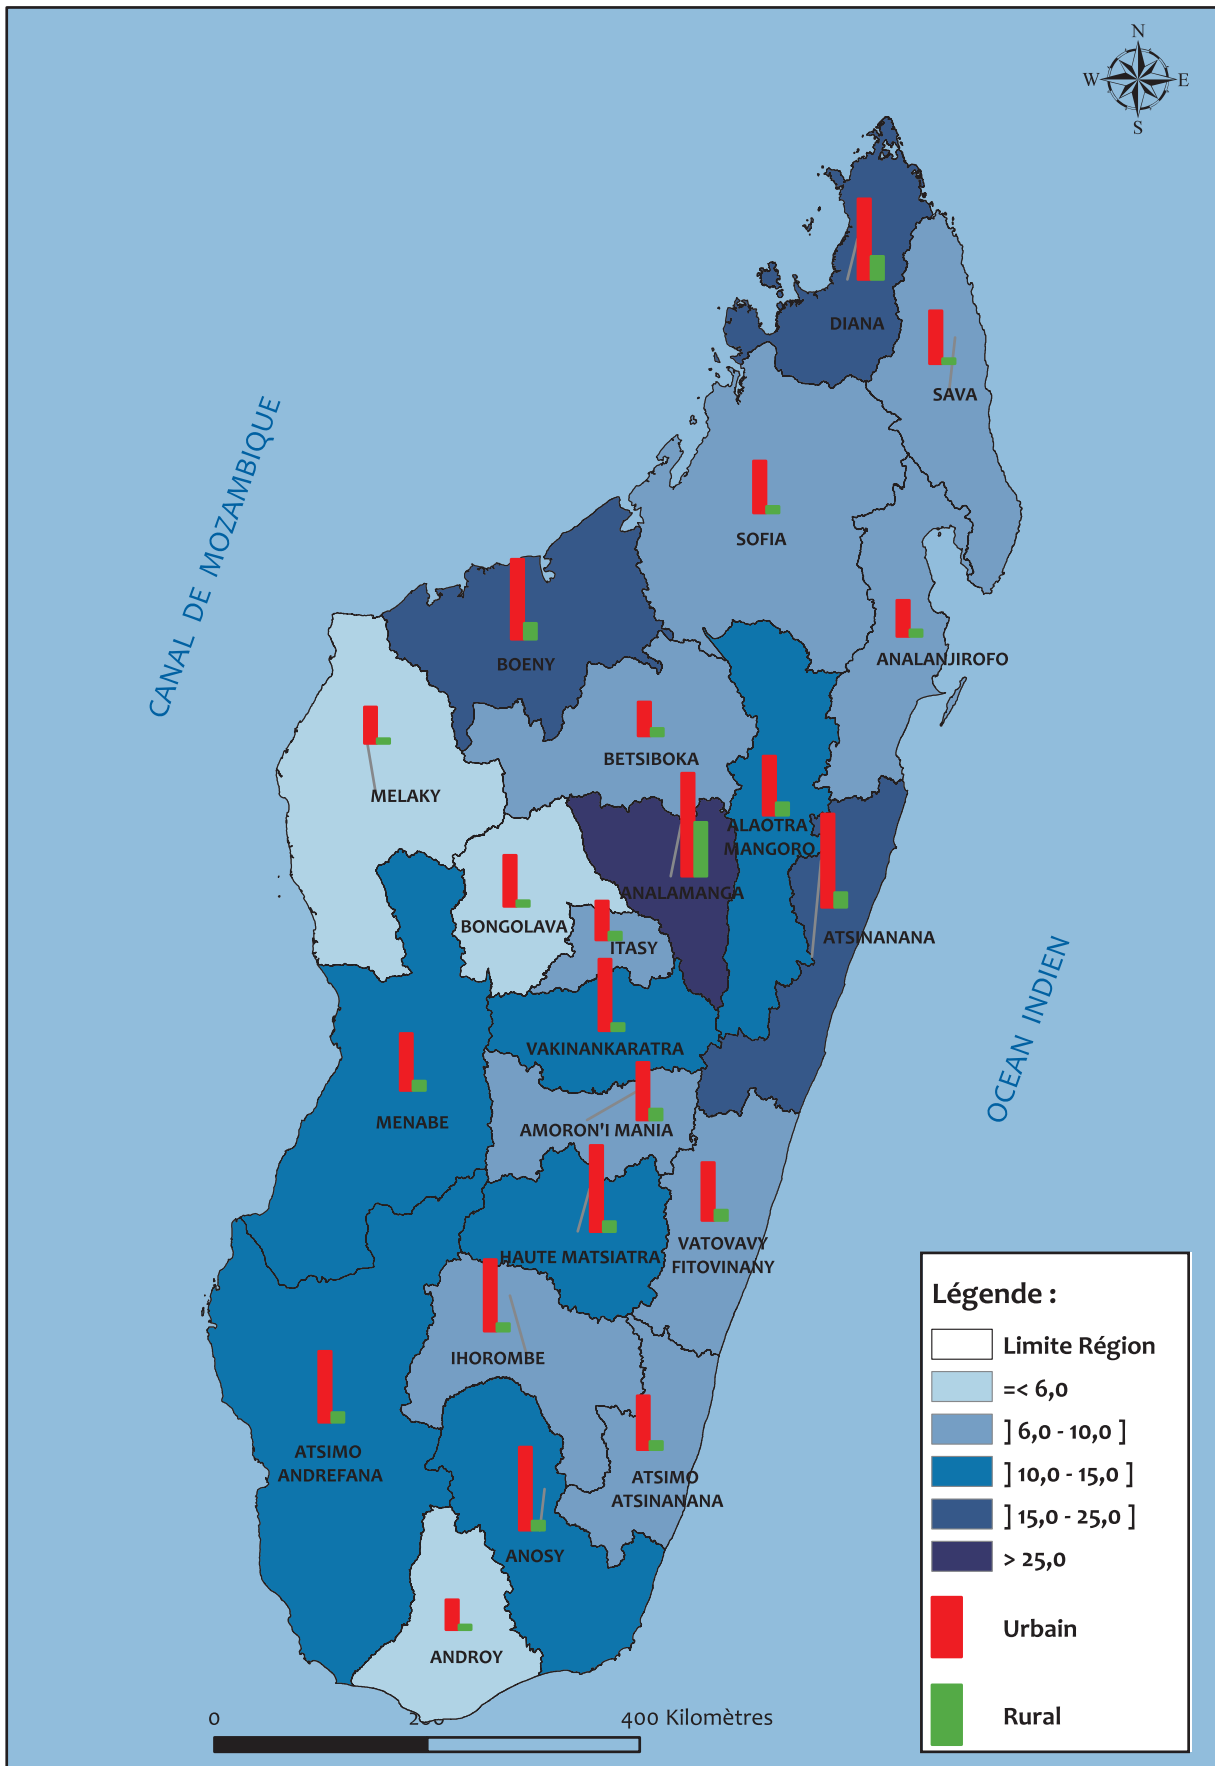 N
W E
S
DIANA
SAVA
CANAL DE MOZAMBIQUE
SOFIA
ANALANJIROFO
BOENY
BETSIBOKA
MELAKY
ALAOTRA
MANGORO
ANALAMANGA
BONGOLAVA
ATSINANANA
ITASY
OCEAN INDIEN
VAKINANKARATRA
MENABE
AMORON'I MANIA
VATOVAVY
FITOVINANY
HAUTE MATSIATRA
IHOROMBE
ATSIMO
ANDREFANA
ATSIMO
ATSINANANA
ANOSY
ANDROY
0 200 400 Kilomètres
Légende :
Limite Région
=< 6,0
] 6,0 - 10,0 ]
] 10,0 - 15,0 ]
] 15,0 - 25,0 ]
> 25,0
Urbain
Rural